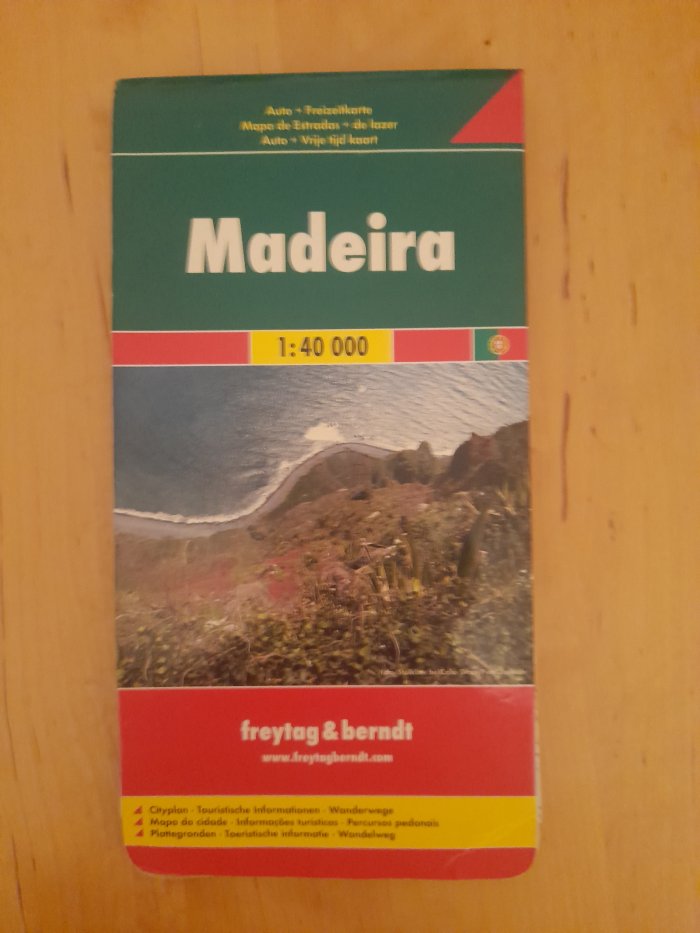 Auto + Freizeitkarte
Mapa de Estradas + de lazer
Auto + Vrije tijd kaart
Madeira
1:40 000
freytag & berndt
www.freytagberndt.com
Cityplan · Touristische Informationen · Wanderwege
Mapa da cidade · Informações turísticas · Percursos pedonais
Plattegronden · Toeristische informatie · Wandelweg